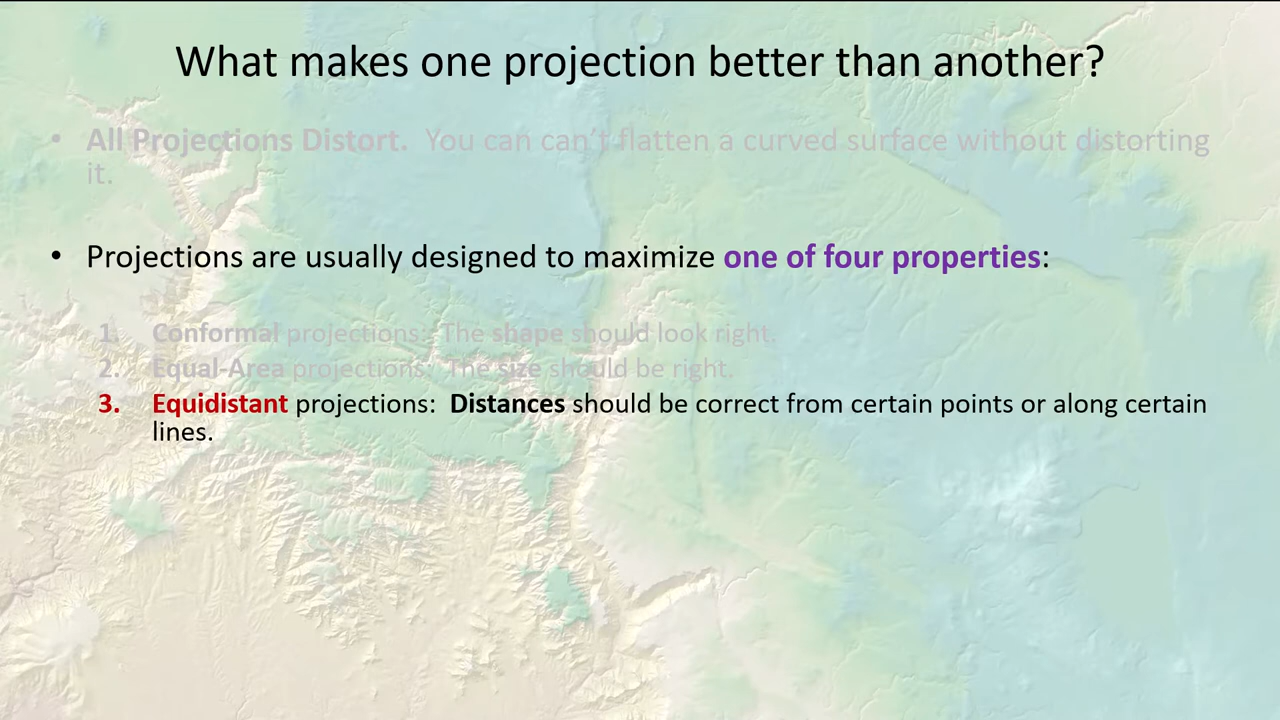 What makes one projection better than another?
• All Projections Distort.  You can can't flatten a curved surface without distorting
it.
• Projections are usually designed to maximize one of four properties:
1. Conformal projections:  The shape should look right.
2. Equal-Area projections:  The size should be right.
3. Equidistant projections:  Distances should be correct from certain points or along certain
lines.